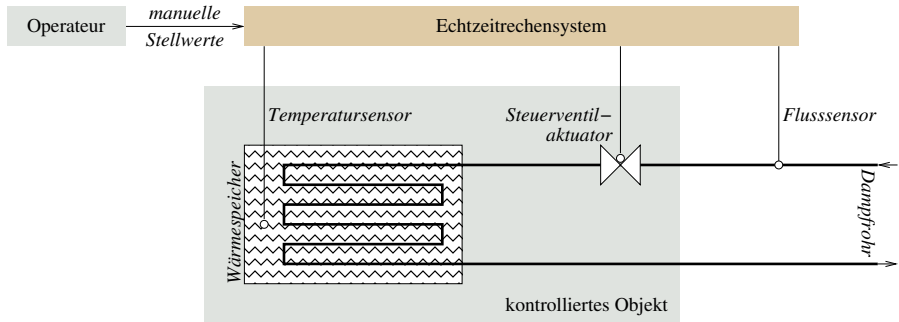 Operateur
manuelle
Stellwerte
Echtzeitrechensystem
Temperatursensor
Steuerventil−
aktuator
Flusssensor
Wärmespeicher
Dampfrohr
kontrolliertes Objekt